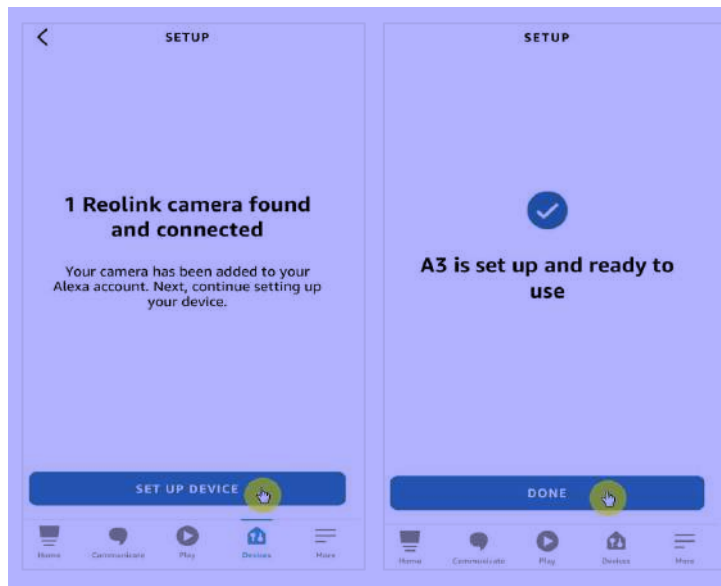 SETUP
1 Reolink camera found
and connected
Your camera has been added to your
Alexa account. Next, continue setting up
your device.
SET UP DEVICE
Home Communicate Play Devices More
SETUP
A3 is set up and ready to
use
DONE
Home Communicate Play Devices More